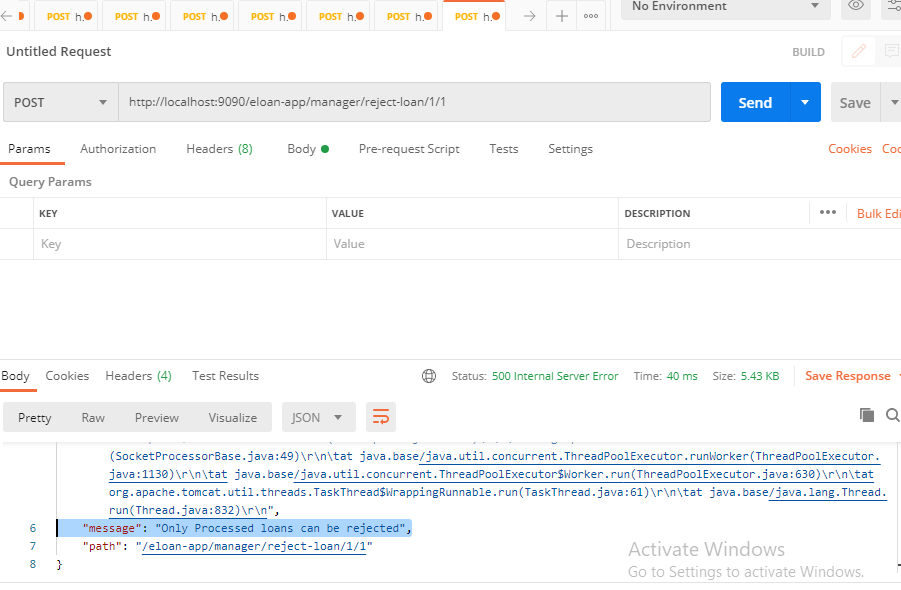 POST h. POST h. POST h. POST h. POST h. POST h. POST h. No Environment
Untitled Request BUILD
POST http://localhost:9090/eloan-app/manager/reject-loan/1/1 Send Save
Params Authorization Headers (8) Body Pre-request Script Tests Settings Cookies
Query Params
KEY VALUE DESCRIPTION ••• Bulk Edi
Key Value Description
Body Cookies Headers (4) Test Results Status: 500 Internal Server Error Time: 40 ms Size: 5.43 KB Save Response
Pretty Raw Preview Visualize JSON
(SocketProcessorBase.java:49)\r\n\tat java.base/java.util.concurrent.ThreadPoolExecutor.runWorker(ThreadPoolExecutor.
java:1130)\r\n\tat java.base/java.util.concurrent.ThreadPoolExecutor$Worker.run(ThreadPoolExecutor.java:630)\r\n\tat
org.apache.tomcat.util.threads.TaskThread$WrappingRunnable.run(TaskThread.java:61)\r\n\tat java.base/java.lang.Thread.
run(Thread.java:832)\r\n",
6 "message": "Only Processed loans can be rejected",
7 "path": "/eloan-app/manager/reject-loan/1/1"
8 }
Activate Windows
Go to Settings to activate Windows.